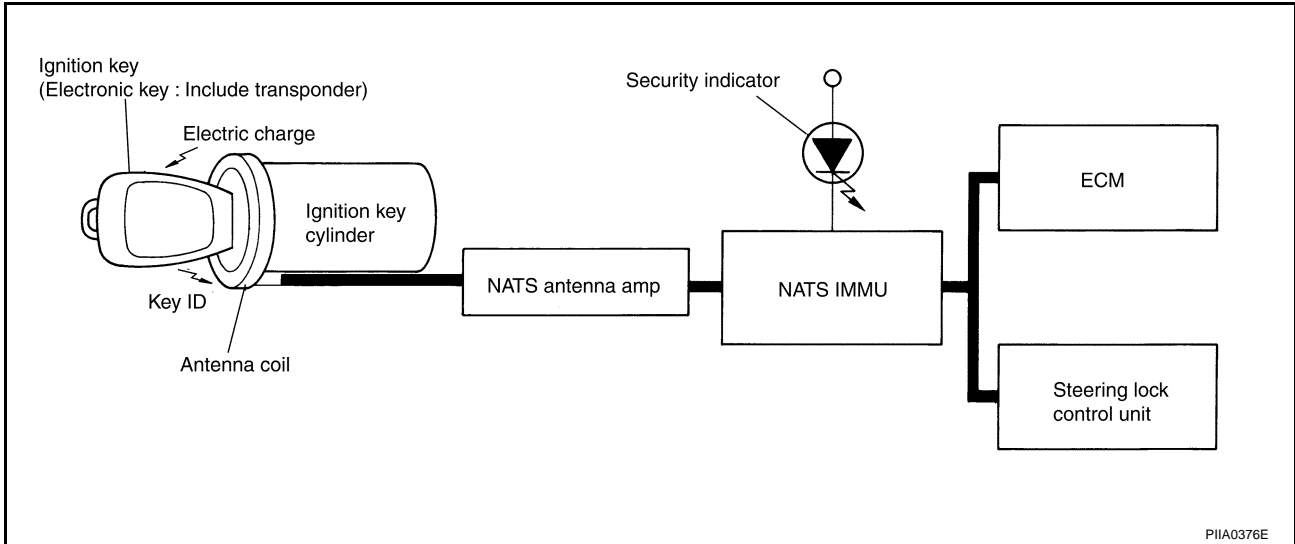 Ignition key
(Electronic key : Include transponder)
Electric charge
Security indicator
Ignition key
cylinder
ECM
NATS antenna amp
NATS IMMU
Key ID
Antenna coil
Steering lock
control unit
PIIA0376E